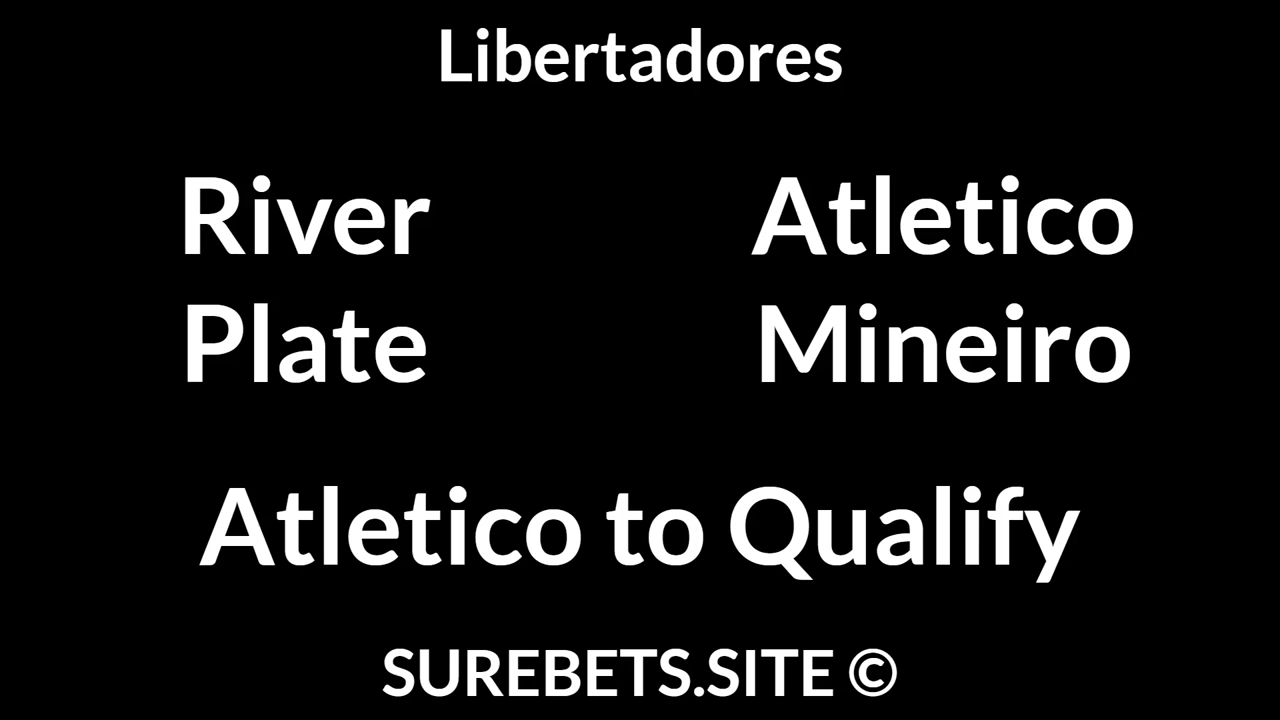 Libertadores
River
Plate
Atletico
Mineiro
Atletico to Qualify
SUREBETS.SITE ©